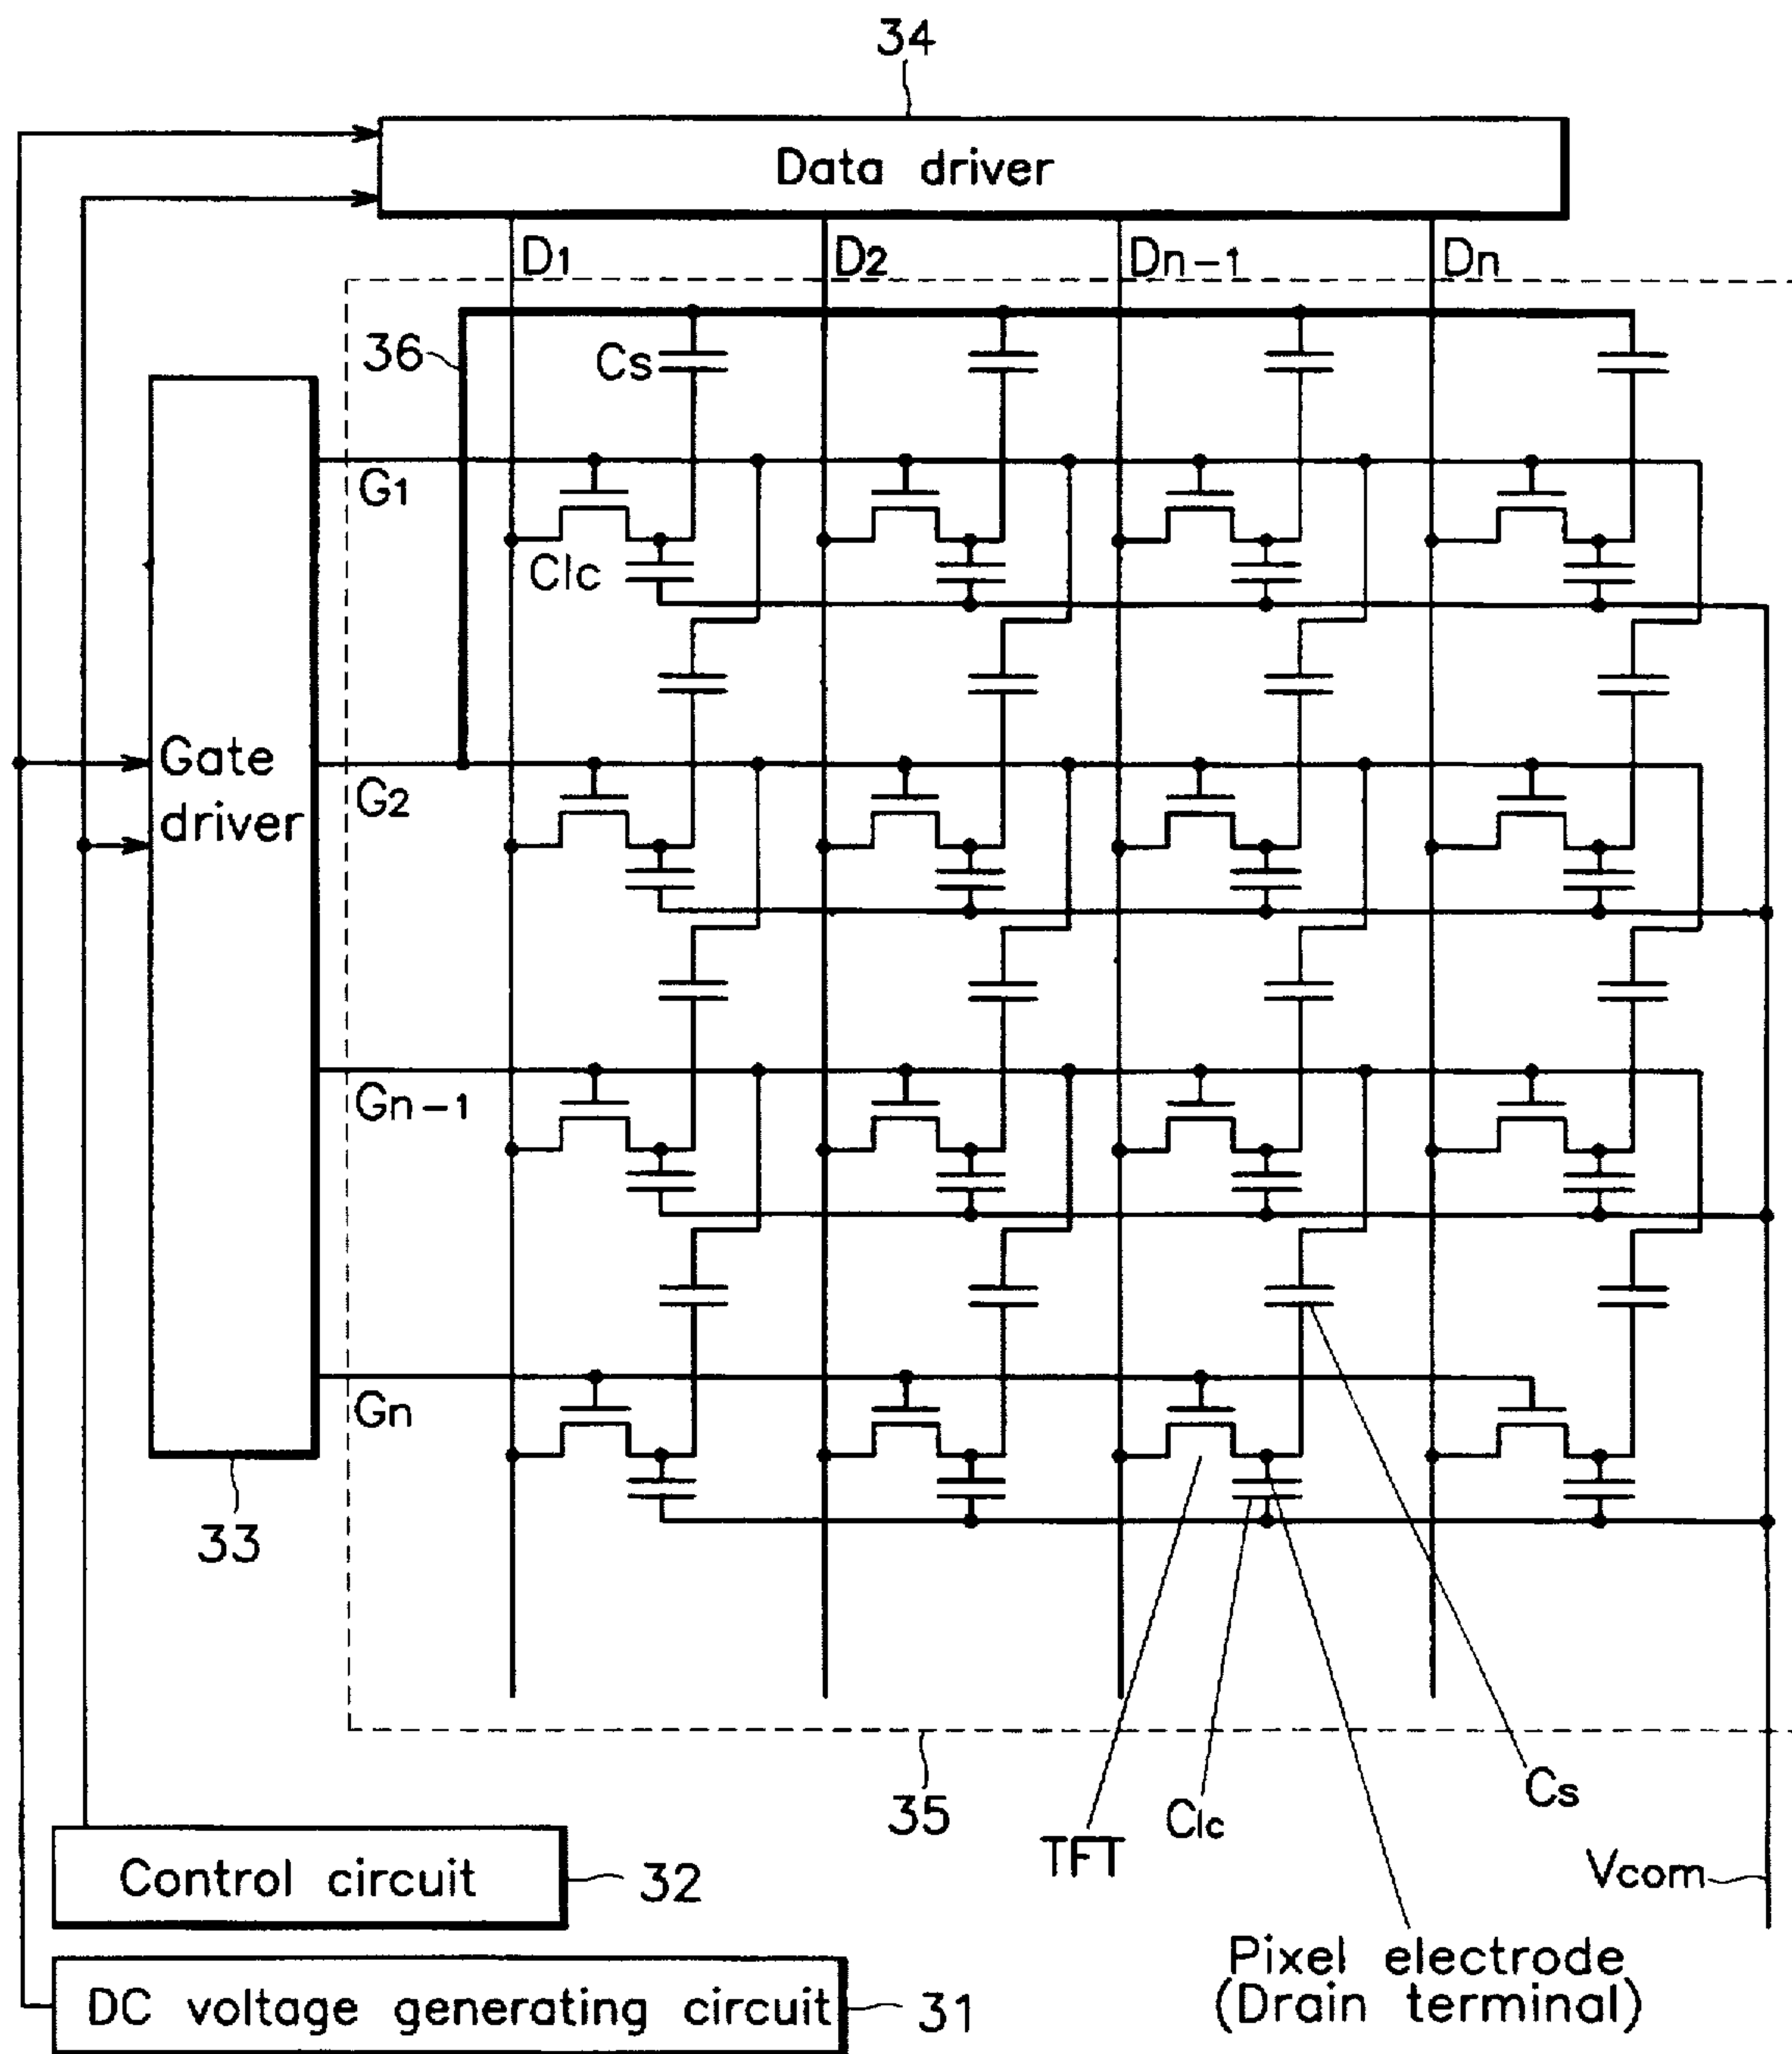 34
Data driver
D1
D2
Dn-1
Dn
36
Cs
G1
Clc
Gate
driver
G2
Gn-1
Gn
33
35
TFT
Clc
Cs
Vcom
Control circuit
32
Pixel electrode
(Drain terminal)
DC voltage generating circuit
31